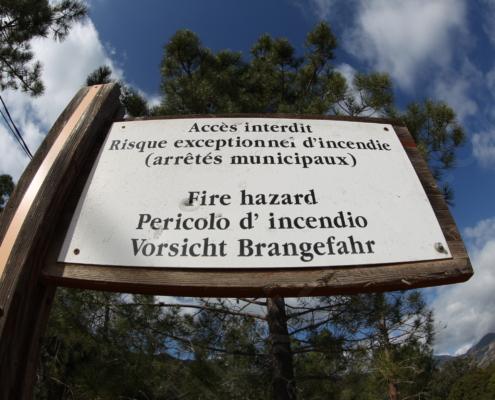 Accès interdit
Risque exceptionnel d'incendie
(arrêtés municipaux)
Fire hazard
Pericolo d' incendio
Vorsicht Brangefahr